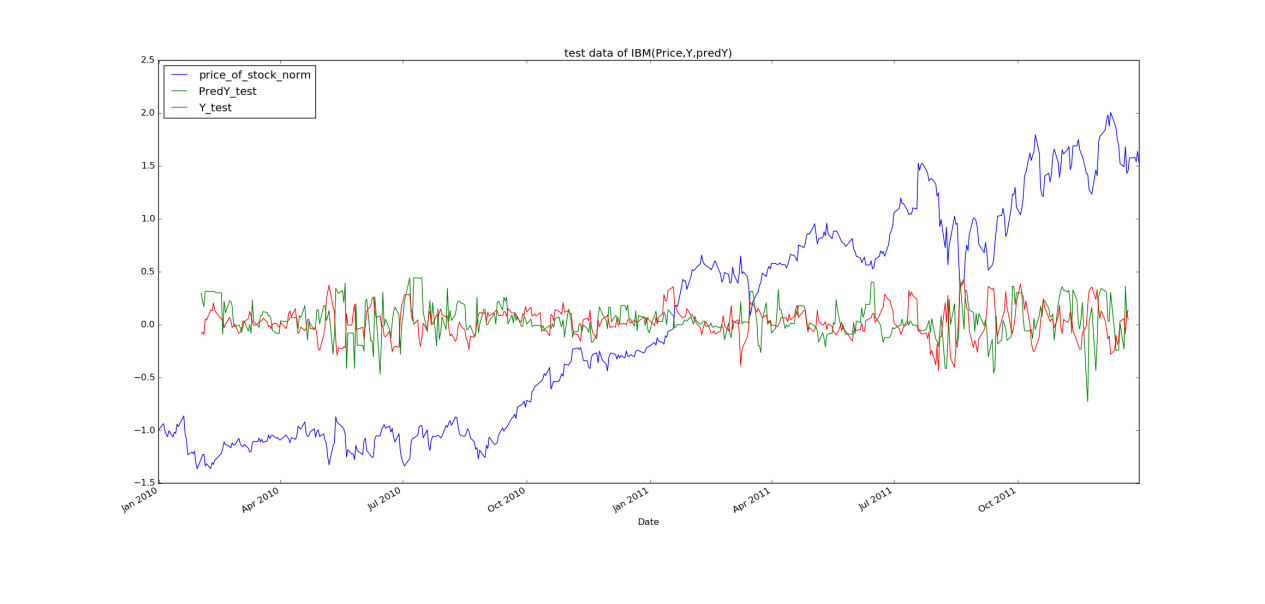 test data of IBM(Price,Y,predY)
2.5
price_of_stock_norm
PredY_test
Y_test
2.0
1.5
1.0
0.5
0.0
−0.5
−1.0
−1.5
Jan 2010 Apr 2010 Jul 2010 Oct 2010 Jan 2011 Apr 2011 Jul 2011 Oct 2011
Date